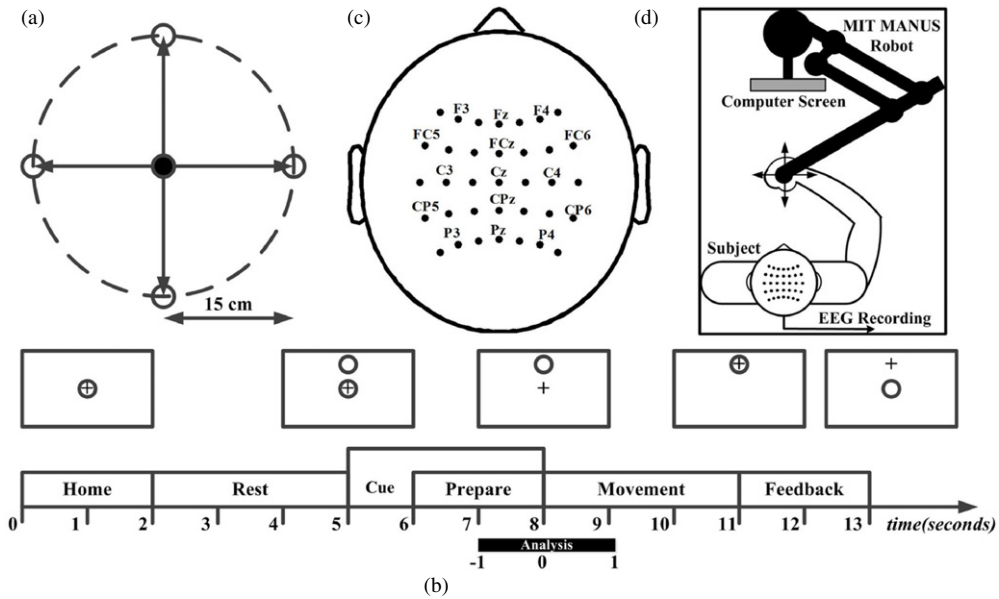 (a)
(c)
(d)
15 cm
F3 Fz F4
FC5 FCz FC6
C3 Cz C4
CP5 CPz CP6
P3 Pz P4
MIT MANUS
Robot
Computer Screen
Subject
EEG Recording
Home Rest Cue Prepare Movement Feedback
0 1 2 3 4 5 6 7 8 9 10 11 12 13 time(seconds)
Analysis
-1 0 1
(b)